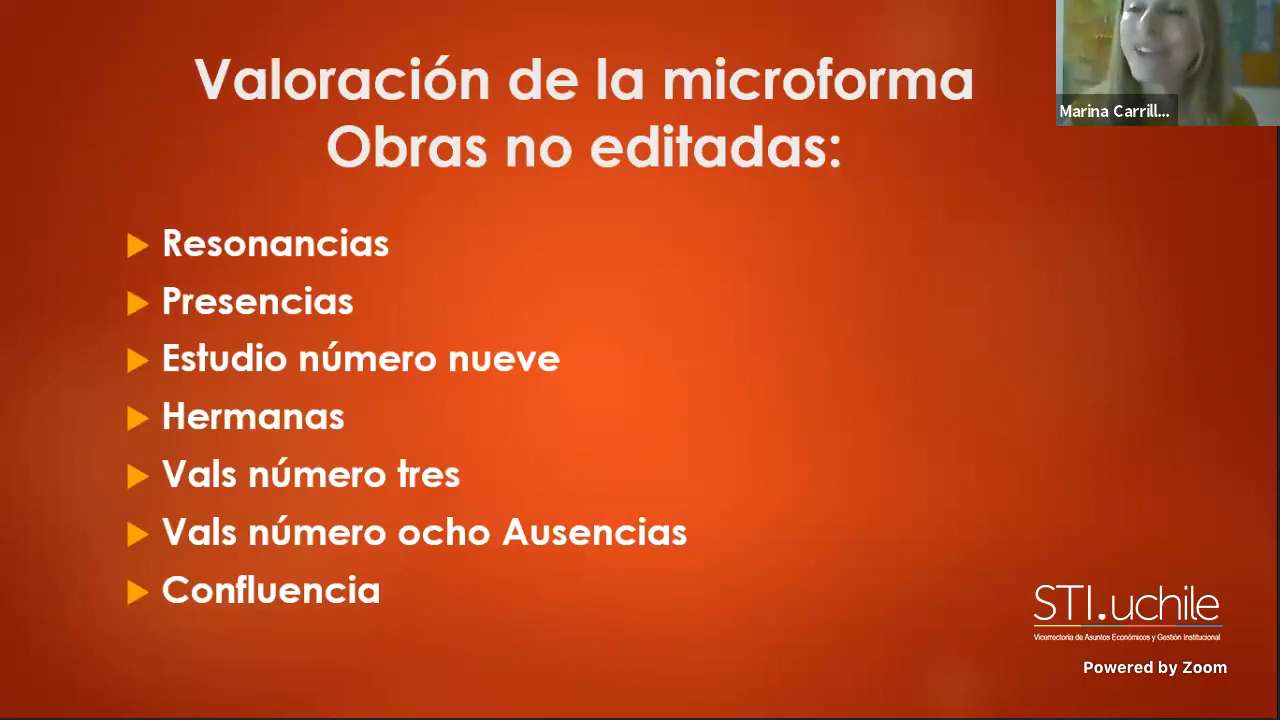 Valoración de la microforma
Obras no editadas:
Marina Carrill...
Resonancias
Presencias
Estudio número nueve
Hermanas
Vals número tres
Vals número ocho Ausencias
Confluencia
STI.uchile
Vicerrectoría de Asuntos Económicos y Gestión Institucional
Powered by Zoom